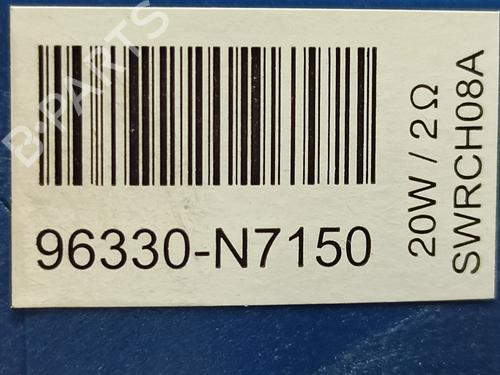 B-PARTS
96330-N7150
20W / 2Ω
SWRCH08A